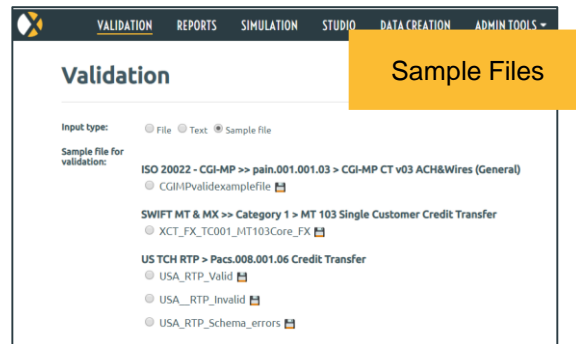 VALIDATION REPORTS SIMULATION STUDIO DATA CREATION ADMIN TOOLS
Sample Files
Validation
Input type: File Text Sample file
Sample file for
validation:
ISO 20022 - CGI-MP >> pain.001.001.03 > CGI-MP CT v03 ACH&Wires (General)
CGIMPvalidexamplefile
SWIFT MT & MX >> Category 1 > MT 103 Single Customer Credit Transfer
XCT_FX_TC001_MT103Core_FX
US TCH RTP > Pacs.008.001.06 Credit Transfer
USA_RTP_Valid
USA__RTP_Invalid
USA_RTP_Schema_errors